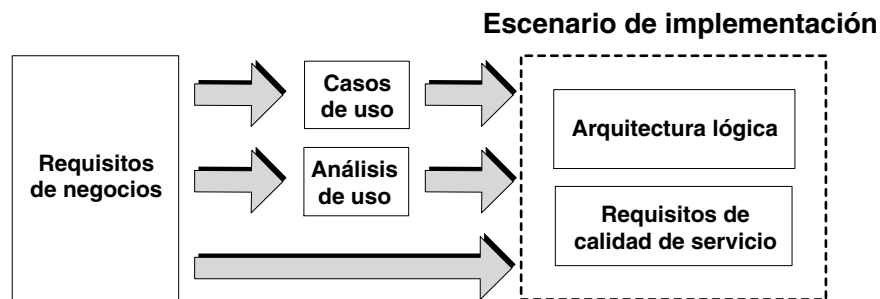 Escenario de implementación
Requisitos
de negocios
Casos
de uso
Análisis
de uso
Arquitectura lógica
Requisitos de
calidad de servicio